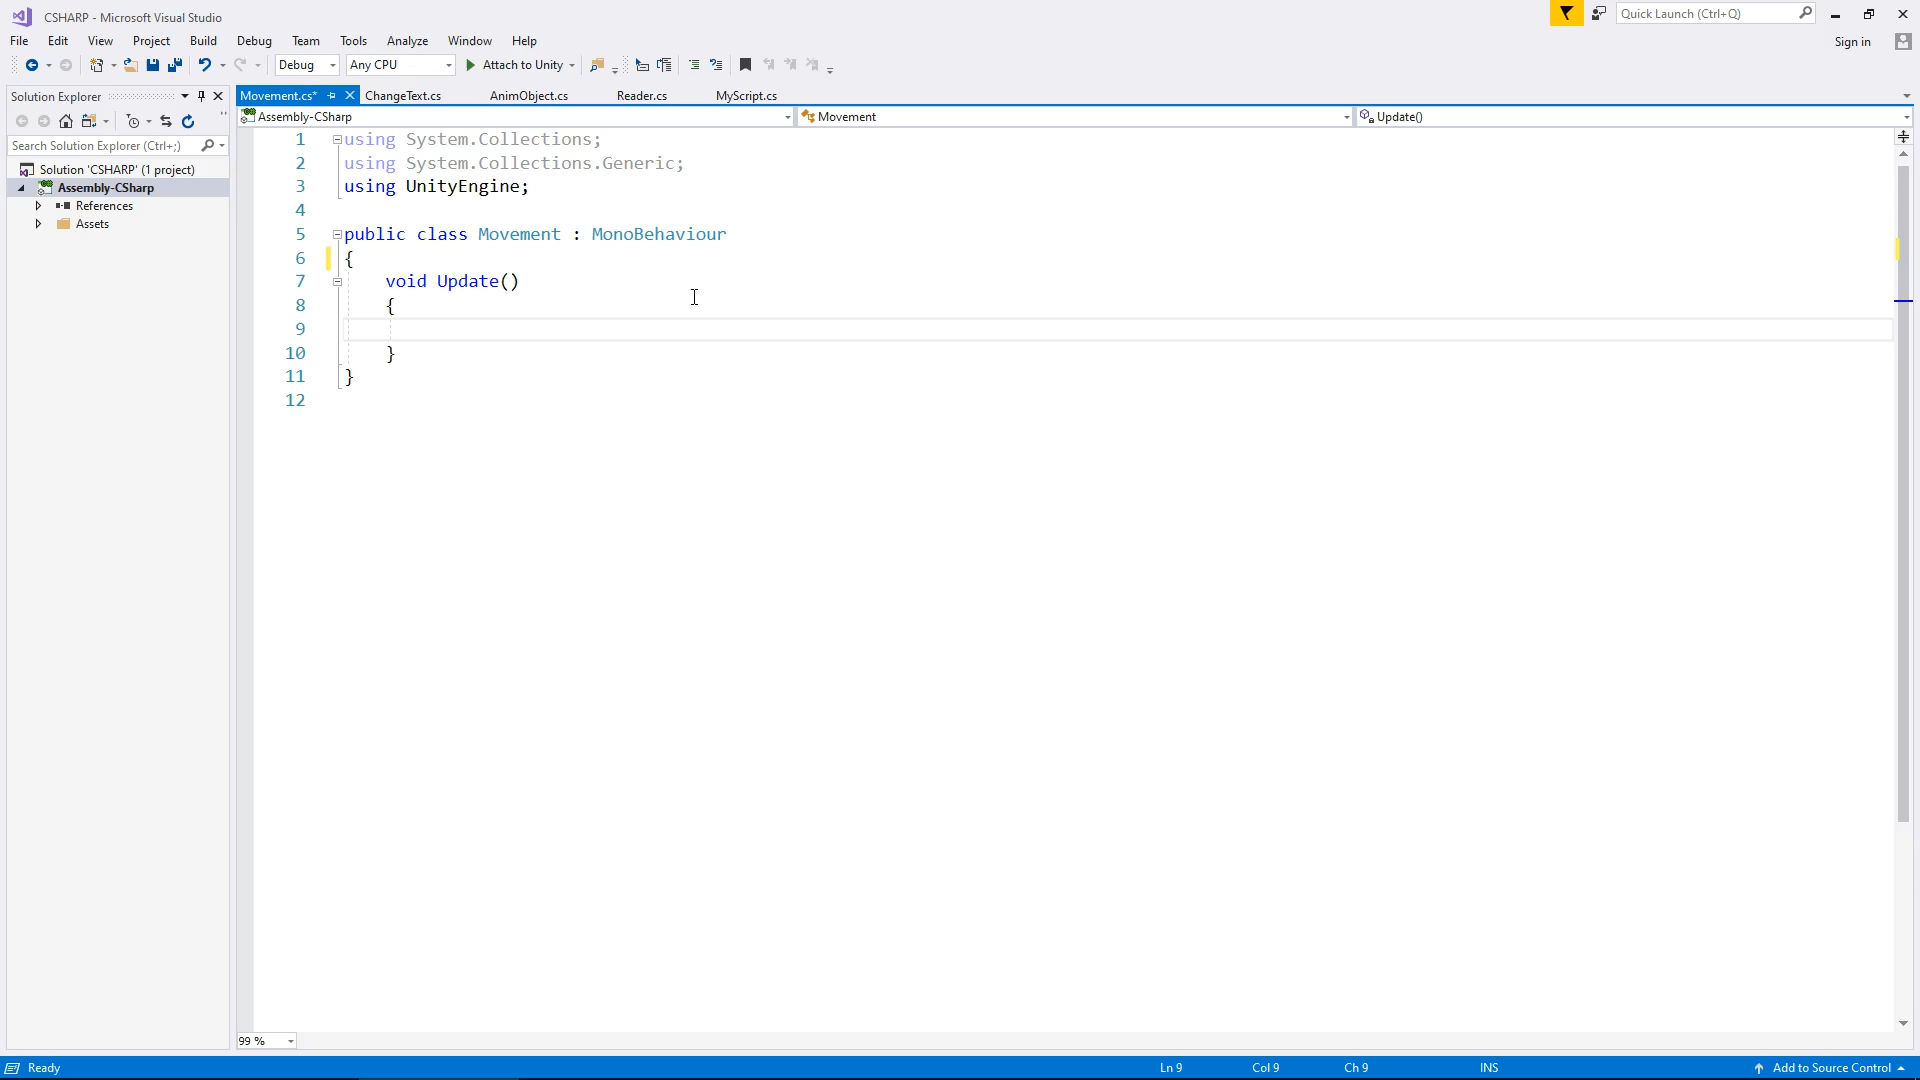 CSHARP - Microsoft Visual Studio
Quick Launch (Ctrl+Q)
File Edit View Project Build Debug Team Tools Analyze Window Help
Sign in
Debug Any CPU Attach to Unity
Solution Explorer
Movement.cs* ChangeText.cs AnimObject.cs Reader.cs MyScript.cs
Assembly-CSharp Movement Update()
Search Solution Explorer (Ctrl+;)
Solution 'CSHARP' (1 project)
Assembly-CSharp
References
Assets
1 using System.Collections;
2 using System.Collections.Generic;
3 using UnityEngine;
4
5 public class Movement : MonoBehaviour
6 {
7 void Update()
8 {
9
10 }
11 }
12
99 %
Ready Ln 9 Col 9 Ch 9 INS Add to Source Control